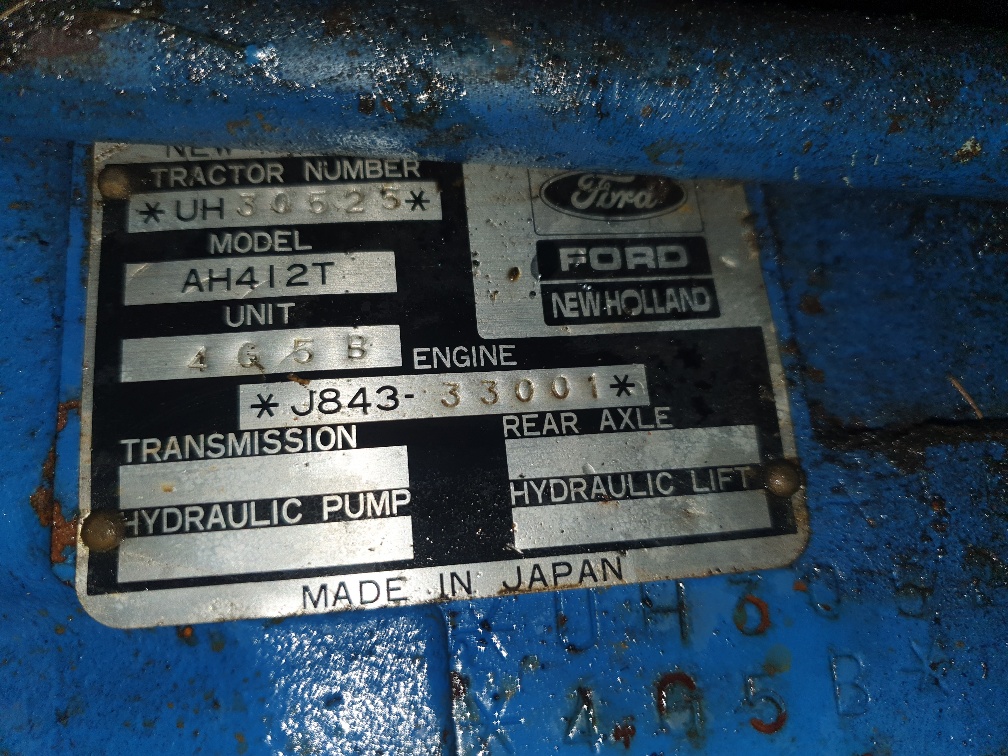 NEW
TRACTOR NUMBER
*UH30525*
MODEL
AH412T
UNIT
4G5B
ENGINE
*J843-33001*
TRANSMISSION
REAR AXLE
HYDRAULIC PUMP
HYDRAULIC LIFT
MADE IN JAPAN
Ford
FORD
NEW HOLLAND